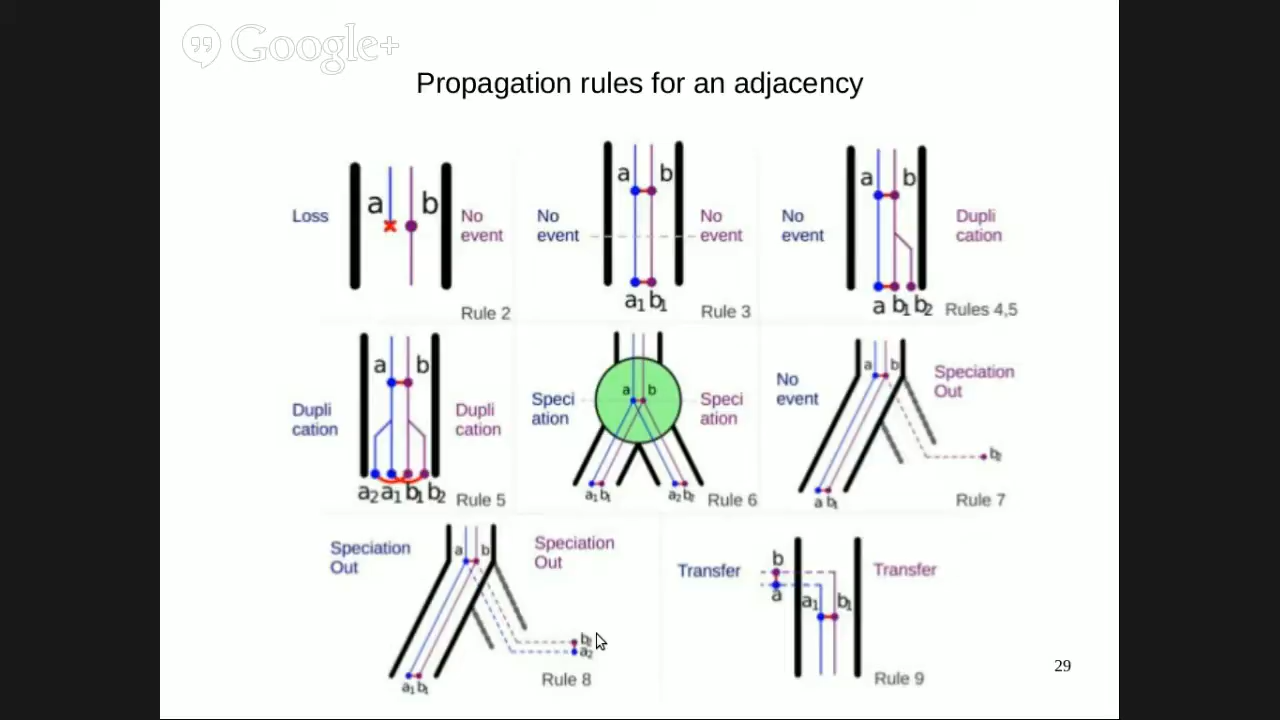 Google+
Propagation rules for an adjacency
Loss
a
b
No
event
Rule 2
No
event
a
b
No
event
a1 b1
Rule 3
No
event
a
b
Dupli
cation
a b1 b2
Rules 4,5
Dupli
cation
a
b
Dupli
cation
a2 a1 b1 b2
Rule 5
Speci
ation
a
b
Speci
ation
a1 b1
a2 b2
Rule 6
No
event
a
b
Speciation
Out
b2
a b1
Rule 7
Speciation
Out
a
b
Speciation
Out
b2
a2
a1 b1
Rule 8
Transfer
b
a
a1
b1
Transfer
Rule 9
29